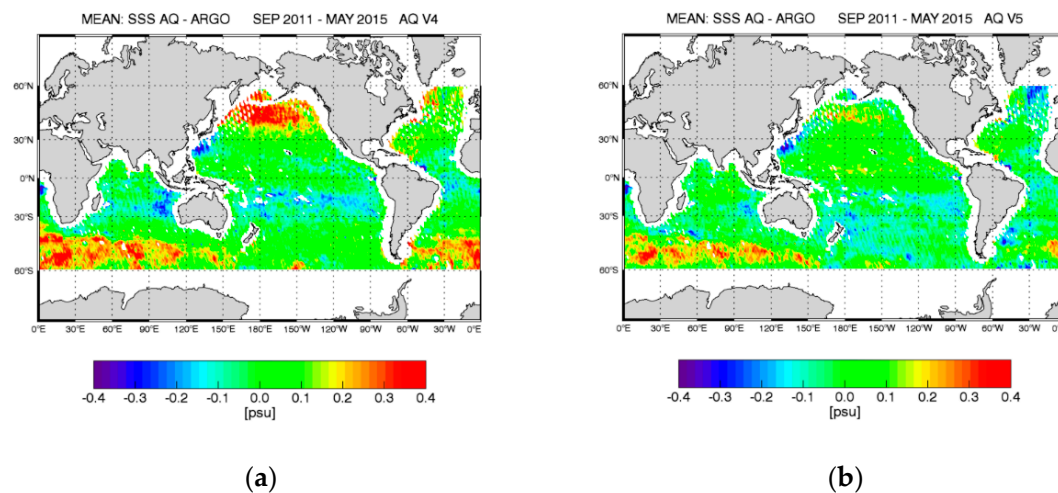 MEAN: SSS AQ - ARGO SEP 2011 - MAY 2015 AQ V4
60°N
30°N
0°N
30°S
60°S
0°E 30°E 60°E 90°E 120°E 150°E 180°E 150°W 120°W 90°W 60°W 30°W 0°E
-0.4 -0.3 -0.2 -0.1 0.0 0.1 0.2 0.3 0.4
[psu]
(a)
MEAN: SSS AQ - ARGO SEP 2011 - MAY 2015 AQ V5
60°N
30°N
0°N
30°S
60°S
0°E 30°E 60°E 90°E 120°E 150°E 180°E 150°W 120°W 90°W 60°W 30°W 0°E
-0.4 -0.3 -0.2 -0.1 0.0 0.1 0.2 0.3 0.4
[psu]
(b)